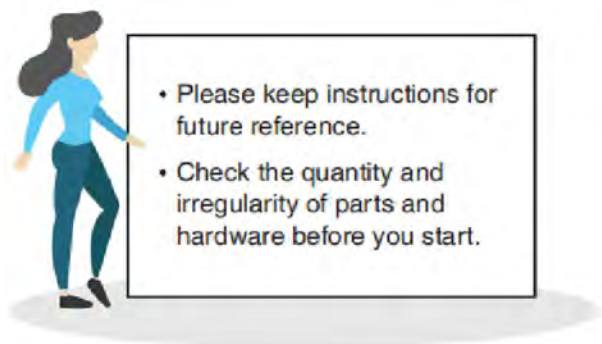 • Please keep instructions for
future reference.
• Check the quantity and
irregularity of parts and
hardware before you start.